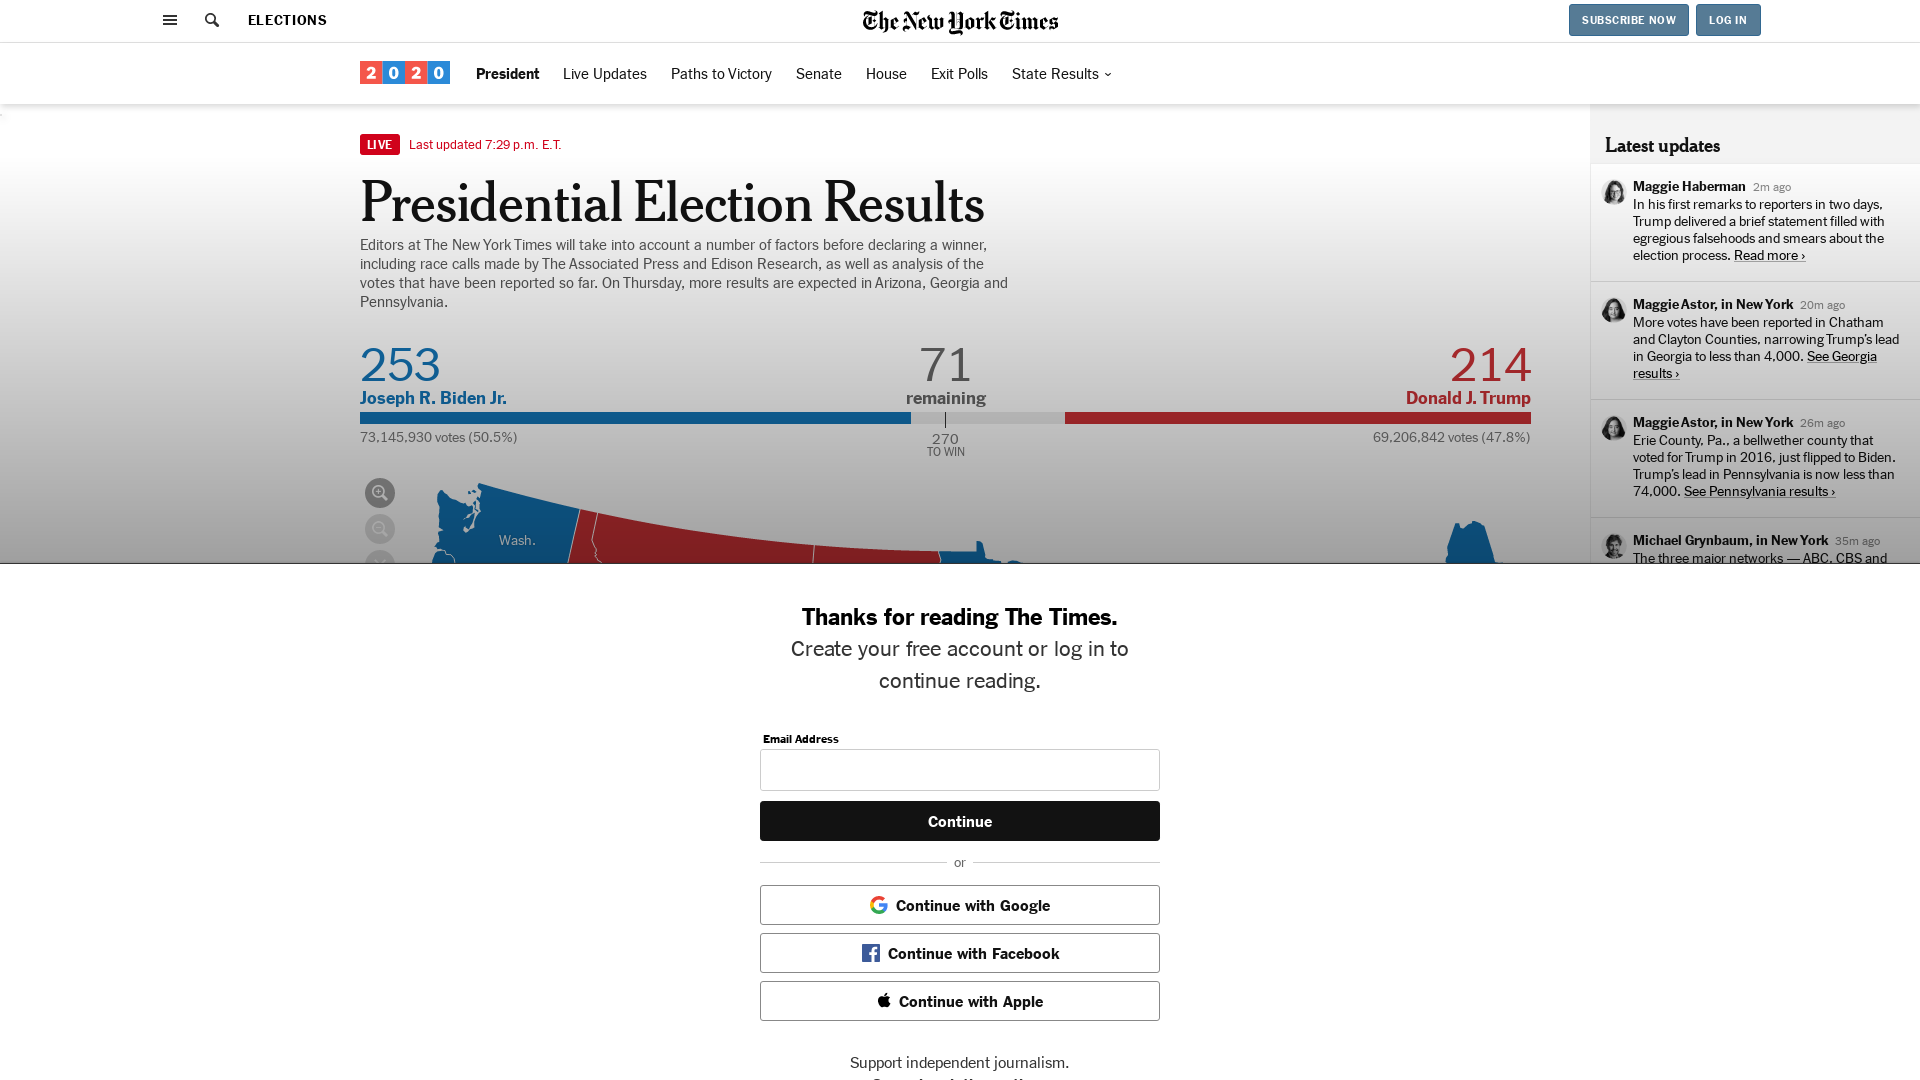 ELECTIONS
The New York Times
SUBSCRIBE NOW
LOG IN
2020
President
Live Updates
Paths to Victory
Senate
House
Exit Polls
State Results
LIVE
Last updated 7:29 p.m. E.T.
Presidential Election Results
Editors at The New York Times will take into account a number of factors before declaring a winner,
including race calls made by The Associated Press and Edison Research, as well as analysis of the
votes that have been reported so far. On Thursday, more results are expected in Arizona, Georgia and
Pennsylvania.
253
71
214
Joseph R. Biden Jr.
remaining
Donald J. Trump
73,145,930 votes (50.5%)
270
TO WIN
69,206,842 votes (47.8%)
Wash.
Latest updates
Maggie Haberman 2m ago
In his first remarks to reporters in two days,
Trump delivered a brief statement filled with
egregious falsehoods and smears about the
election process. Read more ›
Maggie Astor, in New York 20m ago
More votes have been reported in Chatham
and Clayton Counties, narrowing Trump’s lead
in Georgia to less than 4,000. See Georgia
results ›
Maggie Astor, in New York 26m ago
Erie County, Pa., a bellwether county that
voted for Trump in 2016, just flipped to Biden.
Trump’s lead in Pennsylvania is now less than
74,000. See Pennsylvania results ›
Michael Grynbaum, in New York 35m ago
The three major networks — ABC, CBS and
Thanks for reading The Times.
Create your free account or log in to
continue reading.
Email Address
Continue
or
Continue with Google
Continue with Facebook
Continue with Apple
Support independent journalism.